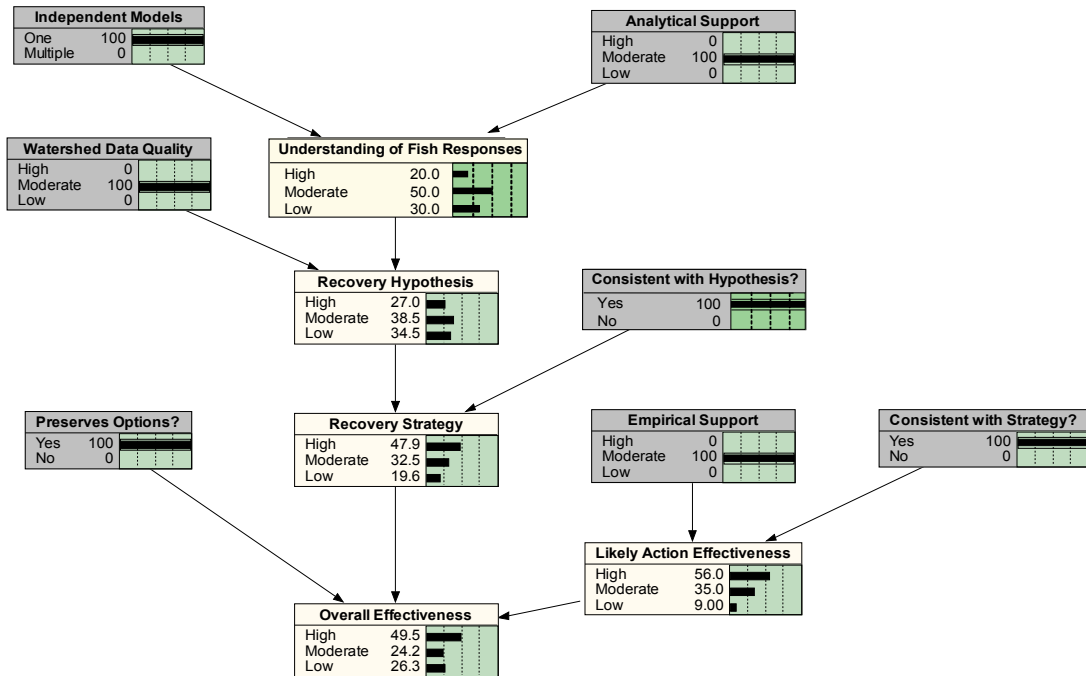 Independent Models
One 100
Multiple 0
Analytical Support
High 0
Moderate 100
Low 0
Watershed Data Quality
High 0
Moderate 100
Low 0
Understanding of Fish Responses
High 20.0
Moderate 50.0
Low 30.0
Recovery Hypothesis
High 27.0
Moderate 38.5
Low 34.5
Consistent with Hypothesis?
Yes 100
No 0
Preserves Options?
Yes 100
No 0
Recovery Strategy
High 47.9
Moderate 32.5
Low 19.6
Empirical Support
High 0
Moderate 100
Low 0
Consistent with Strategy?
Yes 100
No 0
Likely Action Effectiveness
High 56.0
Moderate 35.0
Low 9.00
Overall Effectiveness
High 49.5
Moderate 24.2
Low 26.3